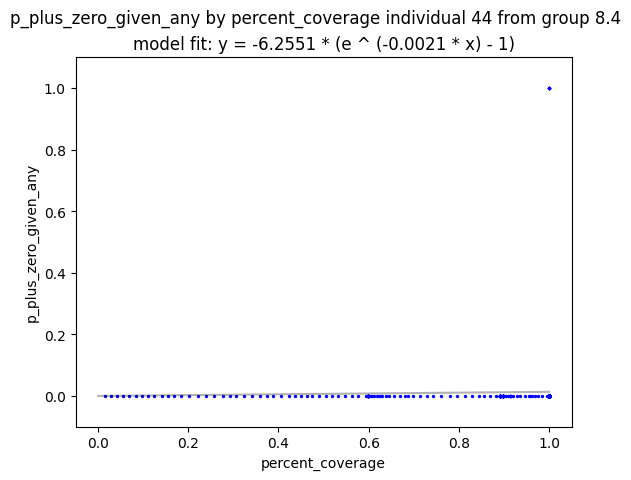 p_plus_zero_given_any by percent_coverage individual 44 from group 8.4
model fit: y = -6.2551 * (e ^ (-0.0021 * x) - 1)
1.0
0.8
0.6
0.4
0.2
0.0
p_plus_zero_given_any
0.0 0.2 0.4 0.6 0.8 1.0
percent_coverage